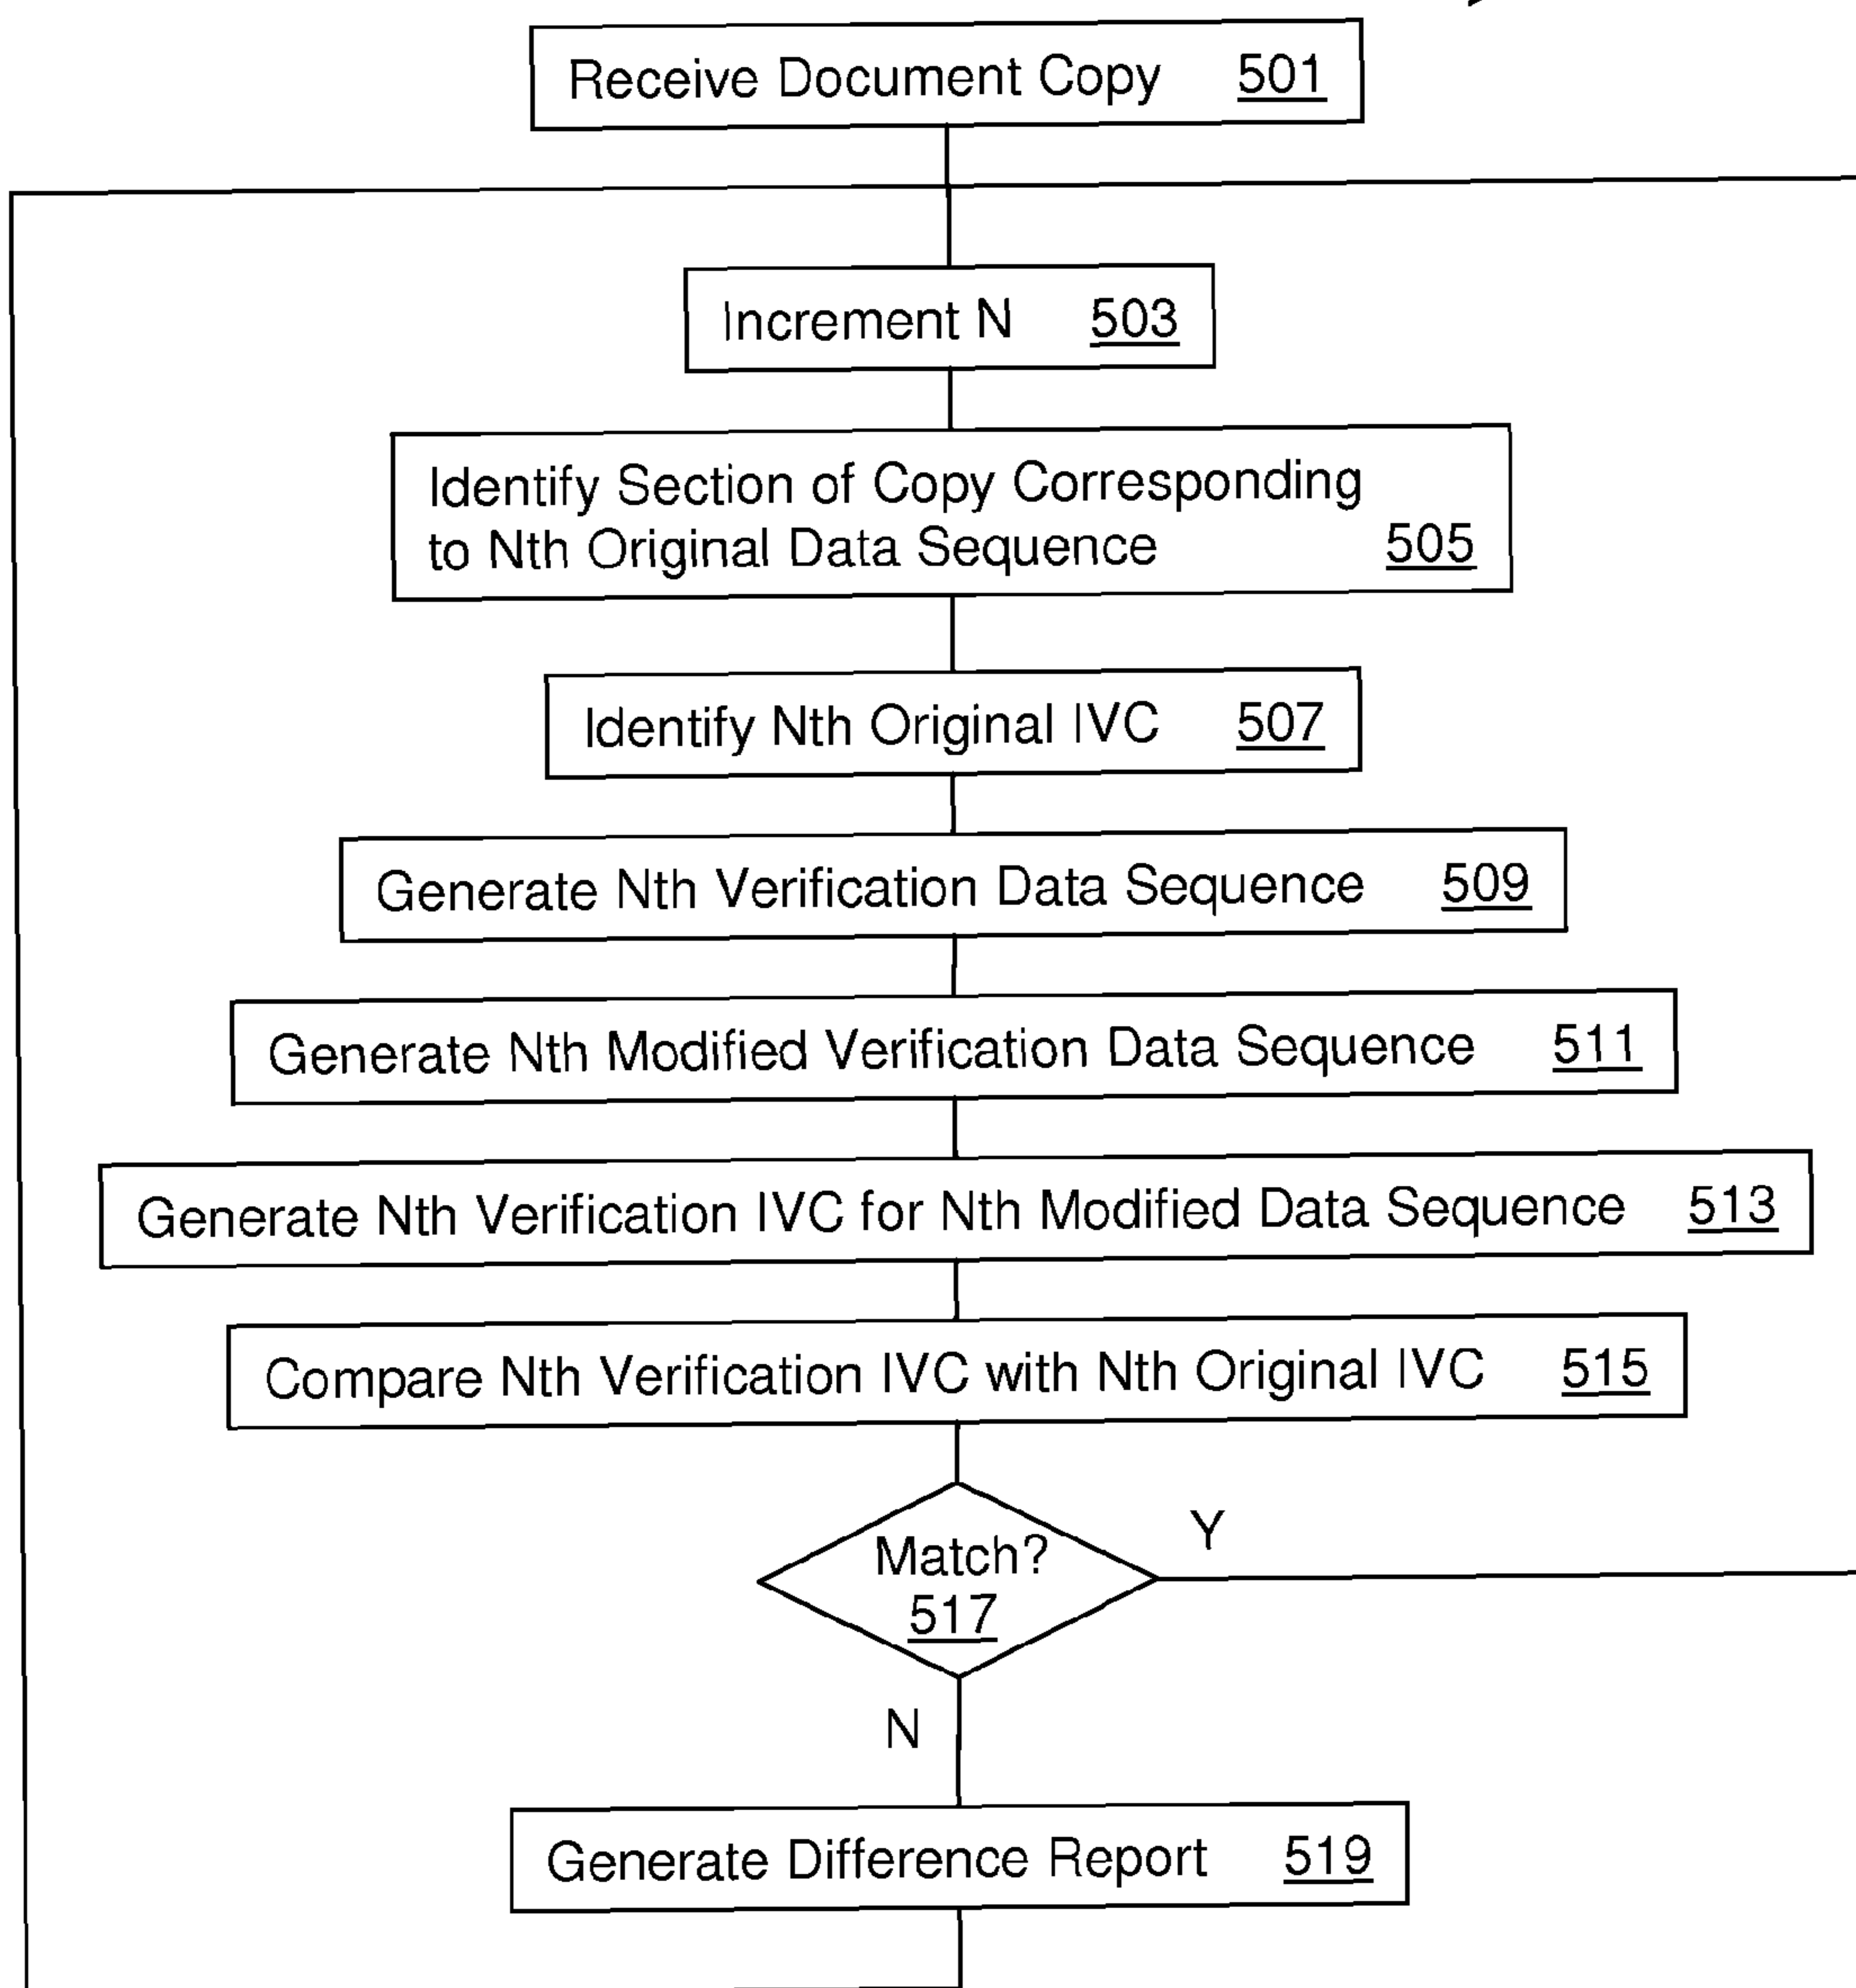 Receive Document Copy 501
Increment N 503
Identify Section of Copy Corresponding
to Nth Original Data Sequence 505
Identify Nth Original IVC 507
Generate Nth Verification Data Sequence 509
Generate Nth Modified Verification Data Sequence 511
Generate Nth Verification IVC for Nth Modified Data Sequence 513
Compare Nth Verification IVC with Nth Original IVC 515
Match?
517
Y
N
Generate Difference Report 519